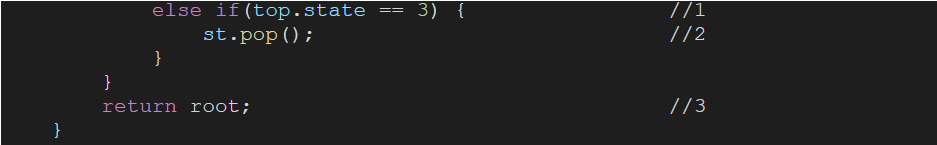 else if(top.state == 3) { //1
st.pop(); //2
}
}
return root; //3
}